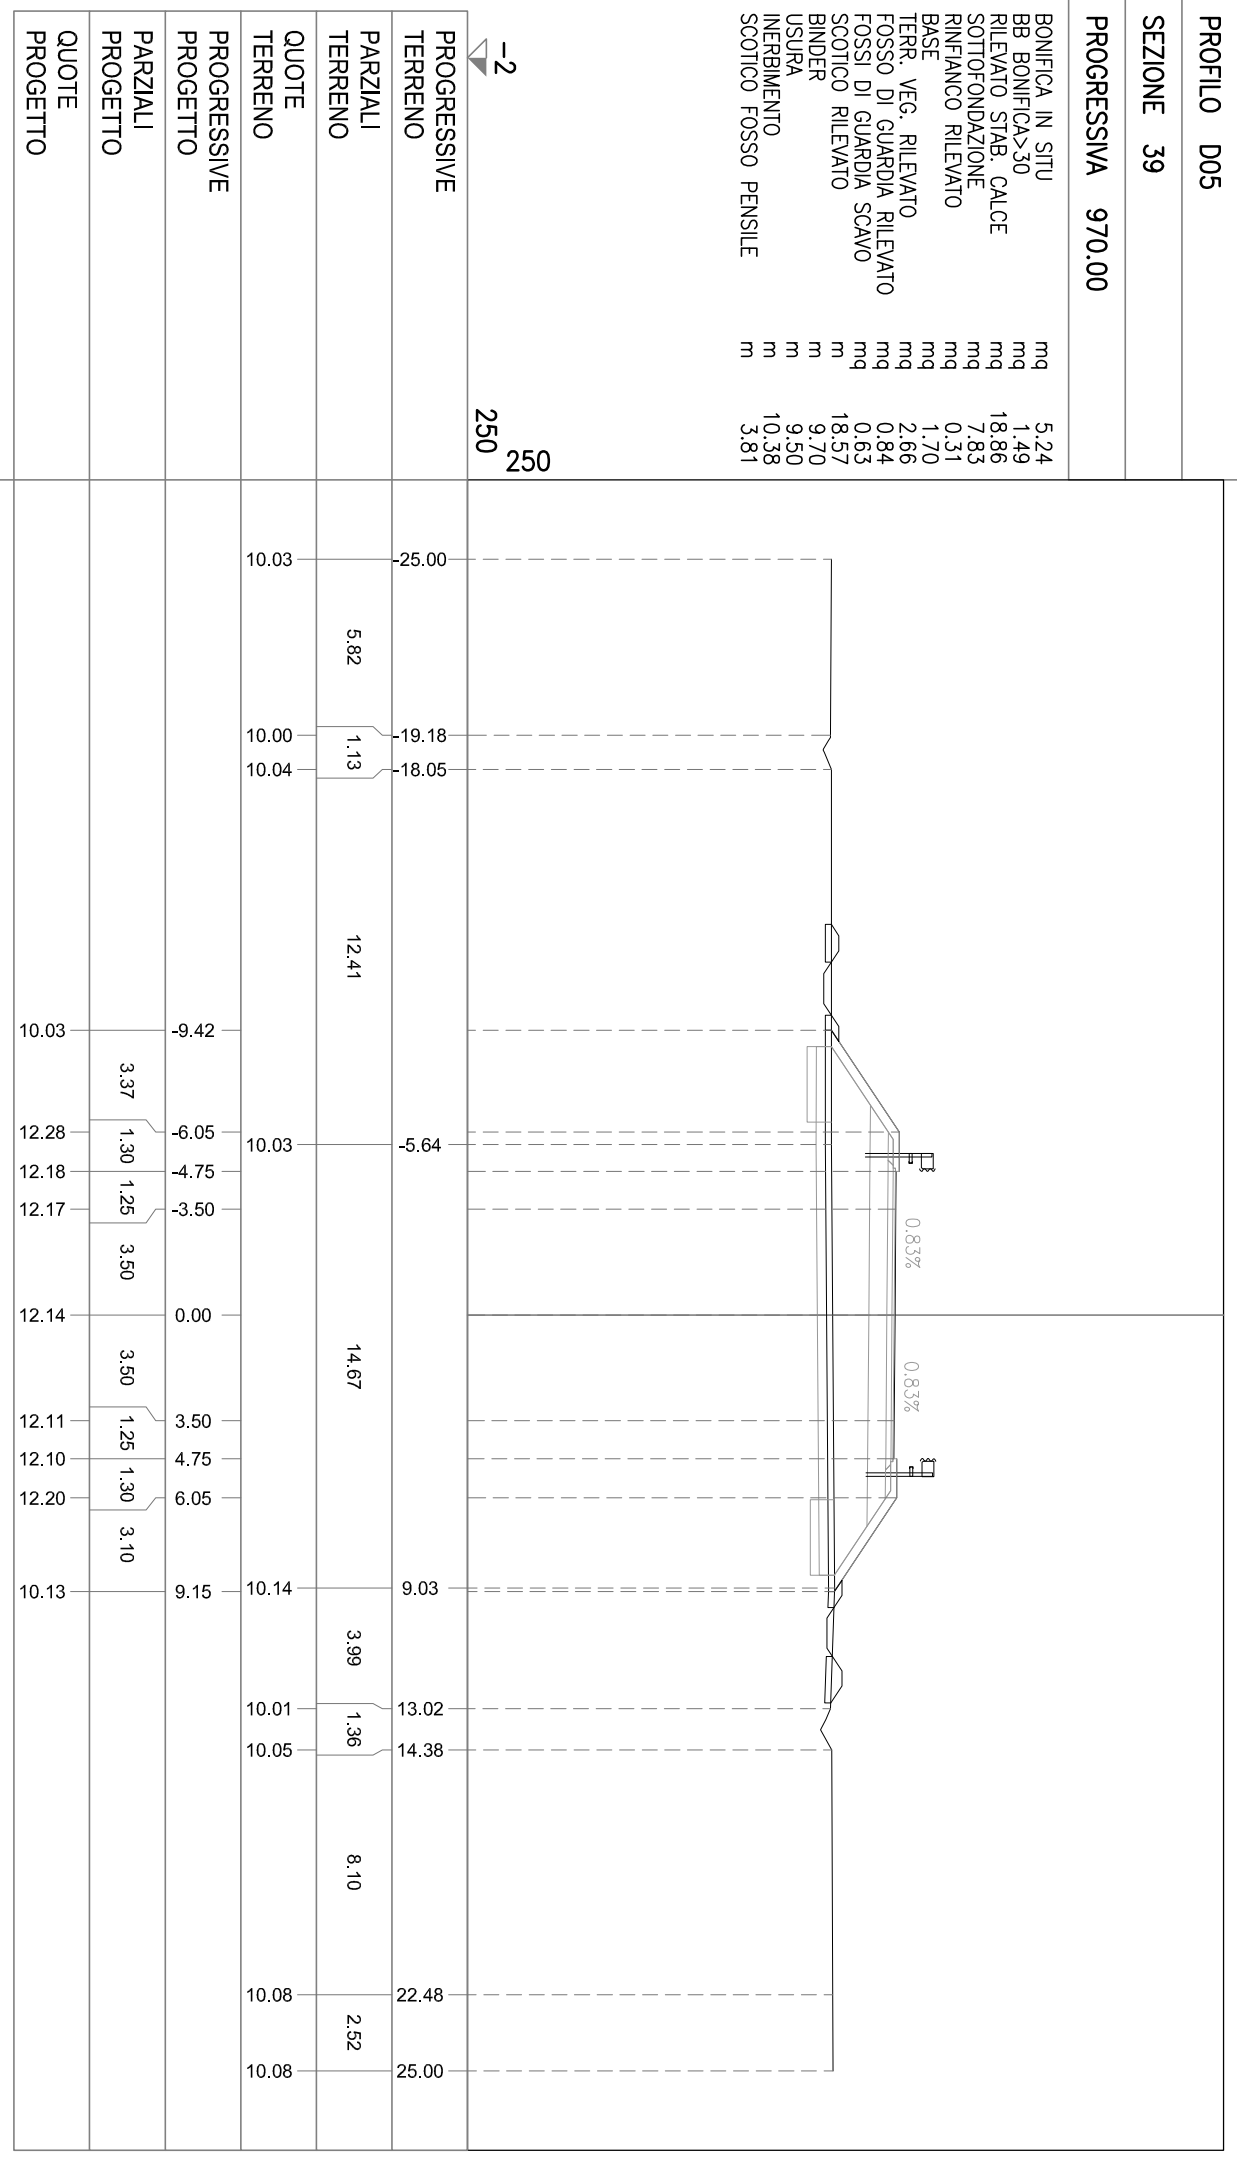 PROFILO D05
SEZIONE 39
PROGRESSIVA 970.00
BONIFICA IN SITU mq 5.24
BB BONIFICA>30 mq 1.49
RILEVATO STAB. CALCE mq 18.86
SOTTOFONDAZIONE mq 7.83
RINFIANCO RILEVATO mq 0.31
BASE mq 1.70
TERR. VEG. RILEVATO mq 2.66
FOSSO DI GUARDIA RILEVATO mq 0.84
FOSSI DI GUARDIA SCAVO mq 0.63
SCOTICO RILEVATO m 18.57
BINDER m 9.70
USURA m 9.50
INERBIMENTO m 10.38
SCOTICO FOSSO PENSILE m 3.81
0.83% 0.83%
250
250
-2
PROGRESSIVE
TERRENO
-25.00 -19.18 -18.05 -5.64 9.03 13.02 14.38 22.48 25.00
PARZIALI
TERRENO
5.82 1.13 12.41 14.67 3.99 1.36 8.10 2.52
QUOTE
TERRENO
10.03 10.00 10.04 10.03 10.14 10.01 10.05 10.08 10.08
PROGRESSIVE
PROGETTO
-9.42 -6.05 -4.75 -3.50 0.00 3.50 4.75 6.05 9.15
PARZIALI
PROGETTO
3.37 1.30 1.25 3.50 3.50 1.25 1.30 3.10
QUOTE
PROGETTO
10.03 12.28 12.18 12.17 12.14 12.11 12.10 12.20 10.13